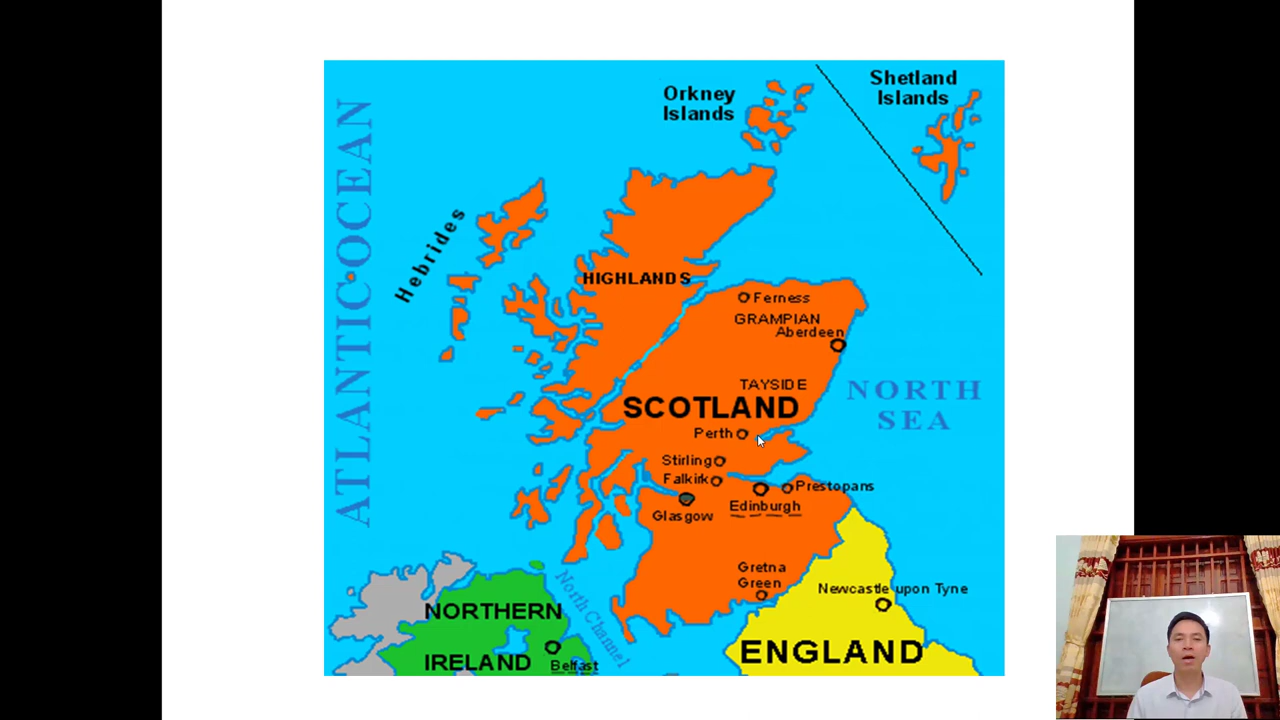 Orkney
Islands
Shetland
Islands
ATLANTIC•OCEAN
Hebrides
HIGHLANDS
Ferness
GRAMPIAN
Aberdeen
TAYSIDE
NORTH
SEA
SCOTLAND
Perth
Stirling
Falkirk
Prestopans
Edinburgh
Glasgow
Gretna
Green
North Channel
Newcastle upon Tyne
NORTHERN
IRELAND
Belfast
ENGLAND